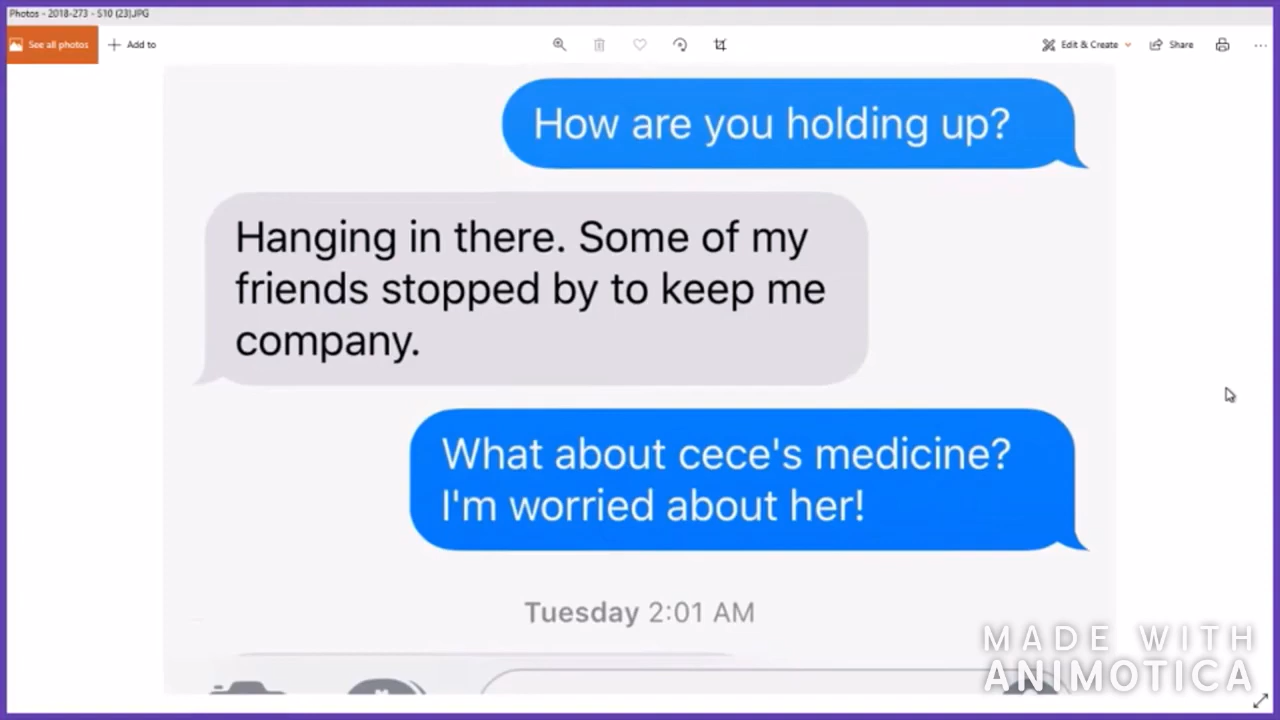 Photos - 2018-273 - S10 (23).JPG
See all photos
Add to
Edit & Create
Share
How are you holding up?
Hanging in there. Some of my
friends stopped by to keep me
company.
What about cece's medicine?
I'm worried about her!
Tuesday 2:01 AM
MADE WITH
ANIMOTICA